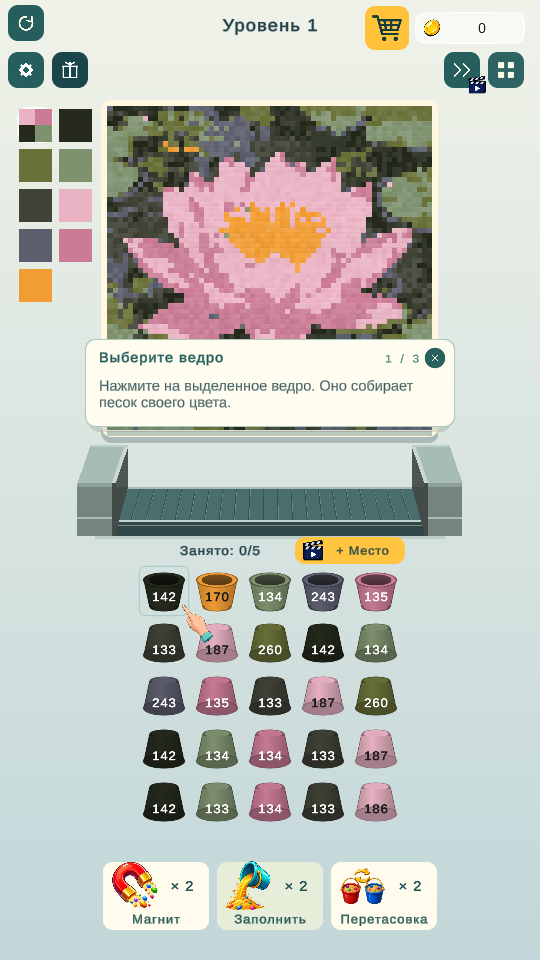 Уровень 1
0
Выберите ведро
1 / 3
Нажмите на выделенное ведро. Оно собирает
песок своего цвета.
Занято: 0/5
+ Место
142 170 134 243 135
133 187 260 142 134
243 135 133 187 260
142 134 134 133 187
142 133 134 133 186
× 2 × 2 × 2
Магнит Заполнить Перетасовка